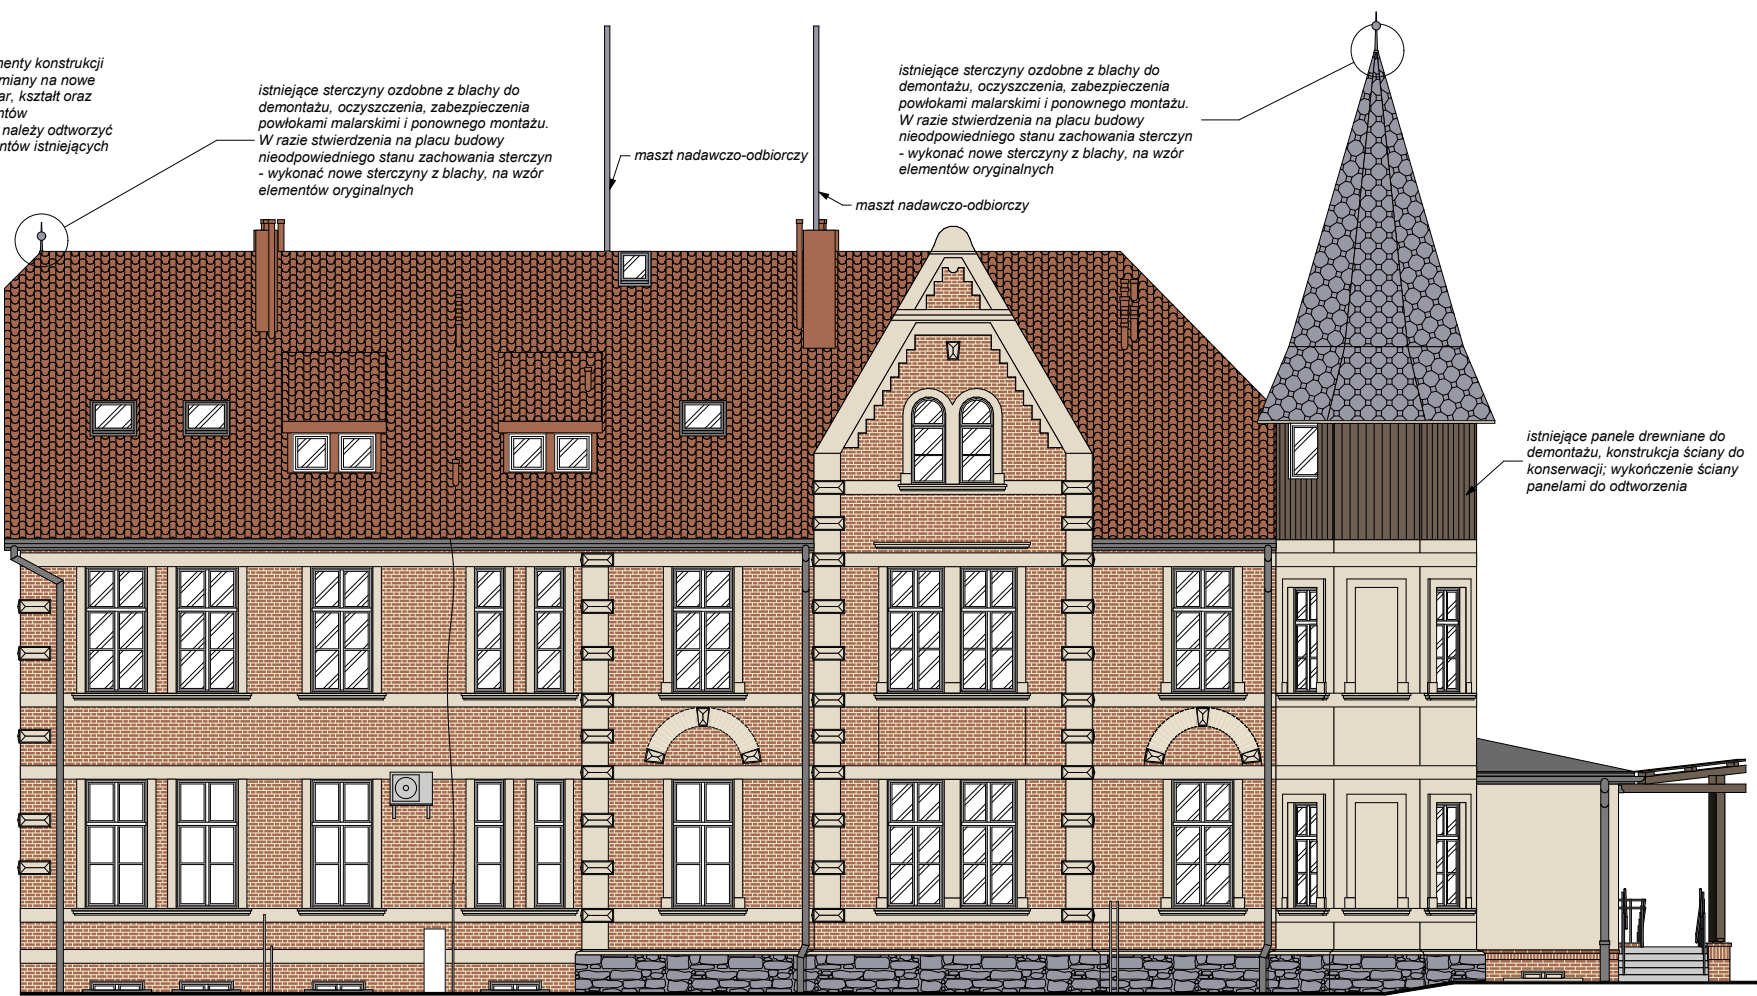 menty konstrukcji
miany na nowe
ar, kształt oraz
ntów
należy odtworzyć
ntów istniejących
istniejące sterczyny ozdobne z blachy do
demontażu, oczyszczenia, zabezpieczenia
powłokami malarskimi i ponownego montażu.
W razie stwierdzenia na placu budowy
nieodpowiedniego stanu zachowania sterczyn
- wykonać nowe sterczyny z blachy, na wzór
elementów oryginalnych
maszt nadawczo-odbiorczy
maszt nadawczo-odbiorczy
istniejące sterczyny ozdobne z blachy do
demontażu, oczyszczenia, zabezpieczenia
powłokami malarskimi i ponownego montażu.
W razie stwierdzenia na placu budowy
nieodpowiedniego stanu zachowania sterczyn
- wykonać nowe sterczyny z blachy, na wzór
elementów oryginalnych
istniejące panele drewniane do
demontażu, konstrukcja ściany do
konserwacji; wykończenie ściany
panelami do odtworzenia